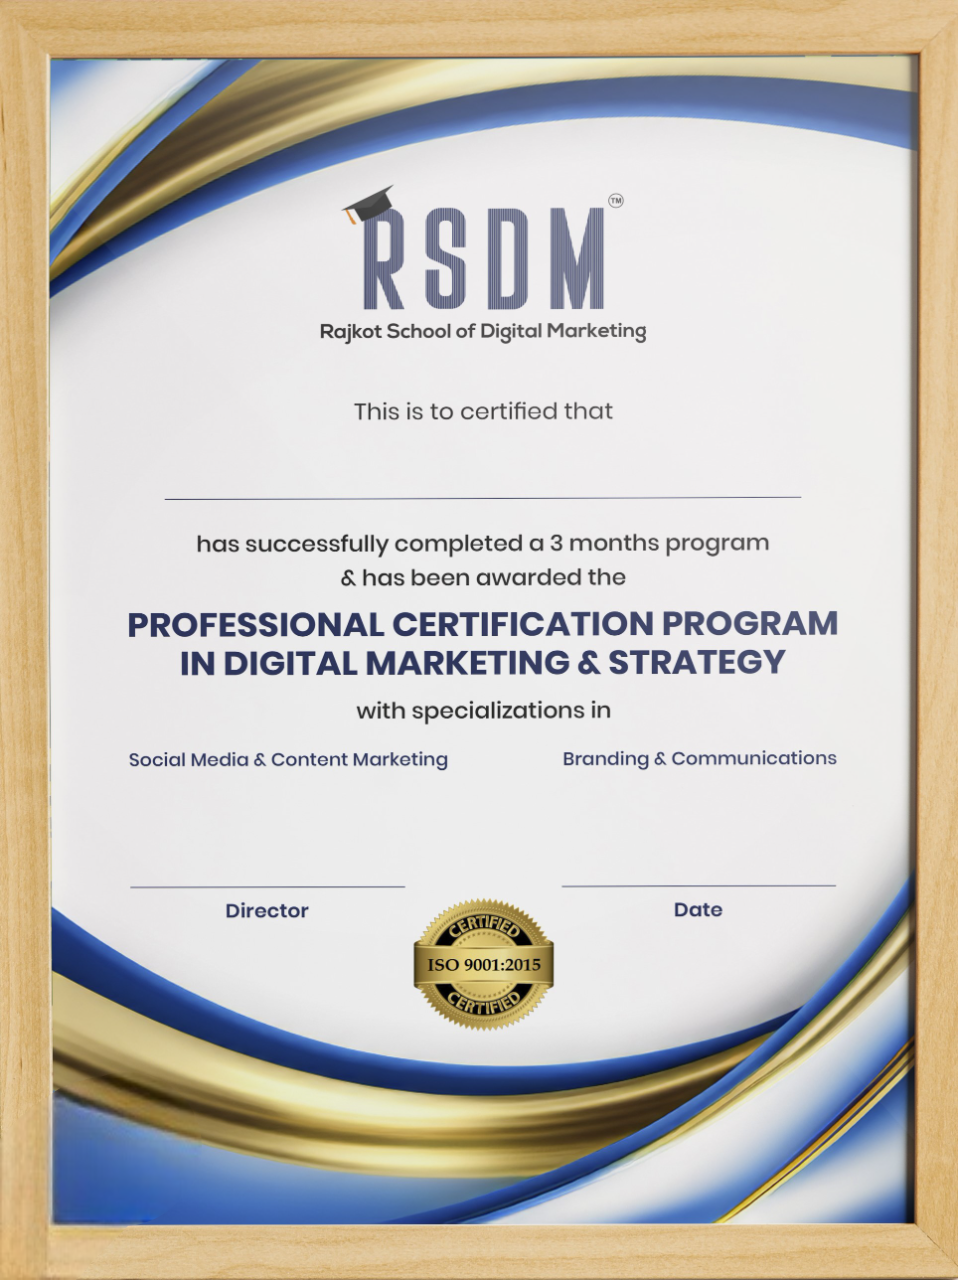 RSDM TM
Rajkot School of Digital Marketing
This is to certified that
has successfully completed a 3 months program
& has been awarded the
PROFESSIONAL CERTIFICATION PROGRAM
IN DIGITAL MARKETING & STRATEGY
with specializations in
Social Media & Content Marketing
Branding & Communications
Director
Date
CERTIFIED
ISO 9001:2015
CERTIFIED